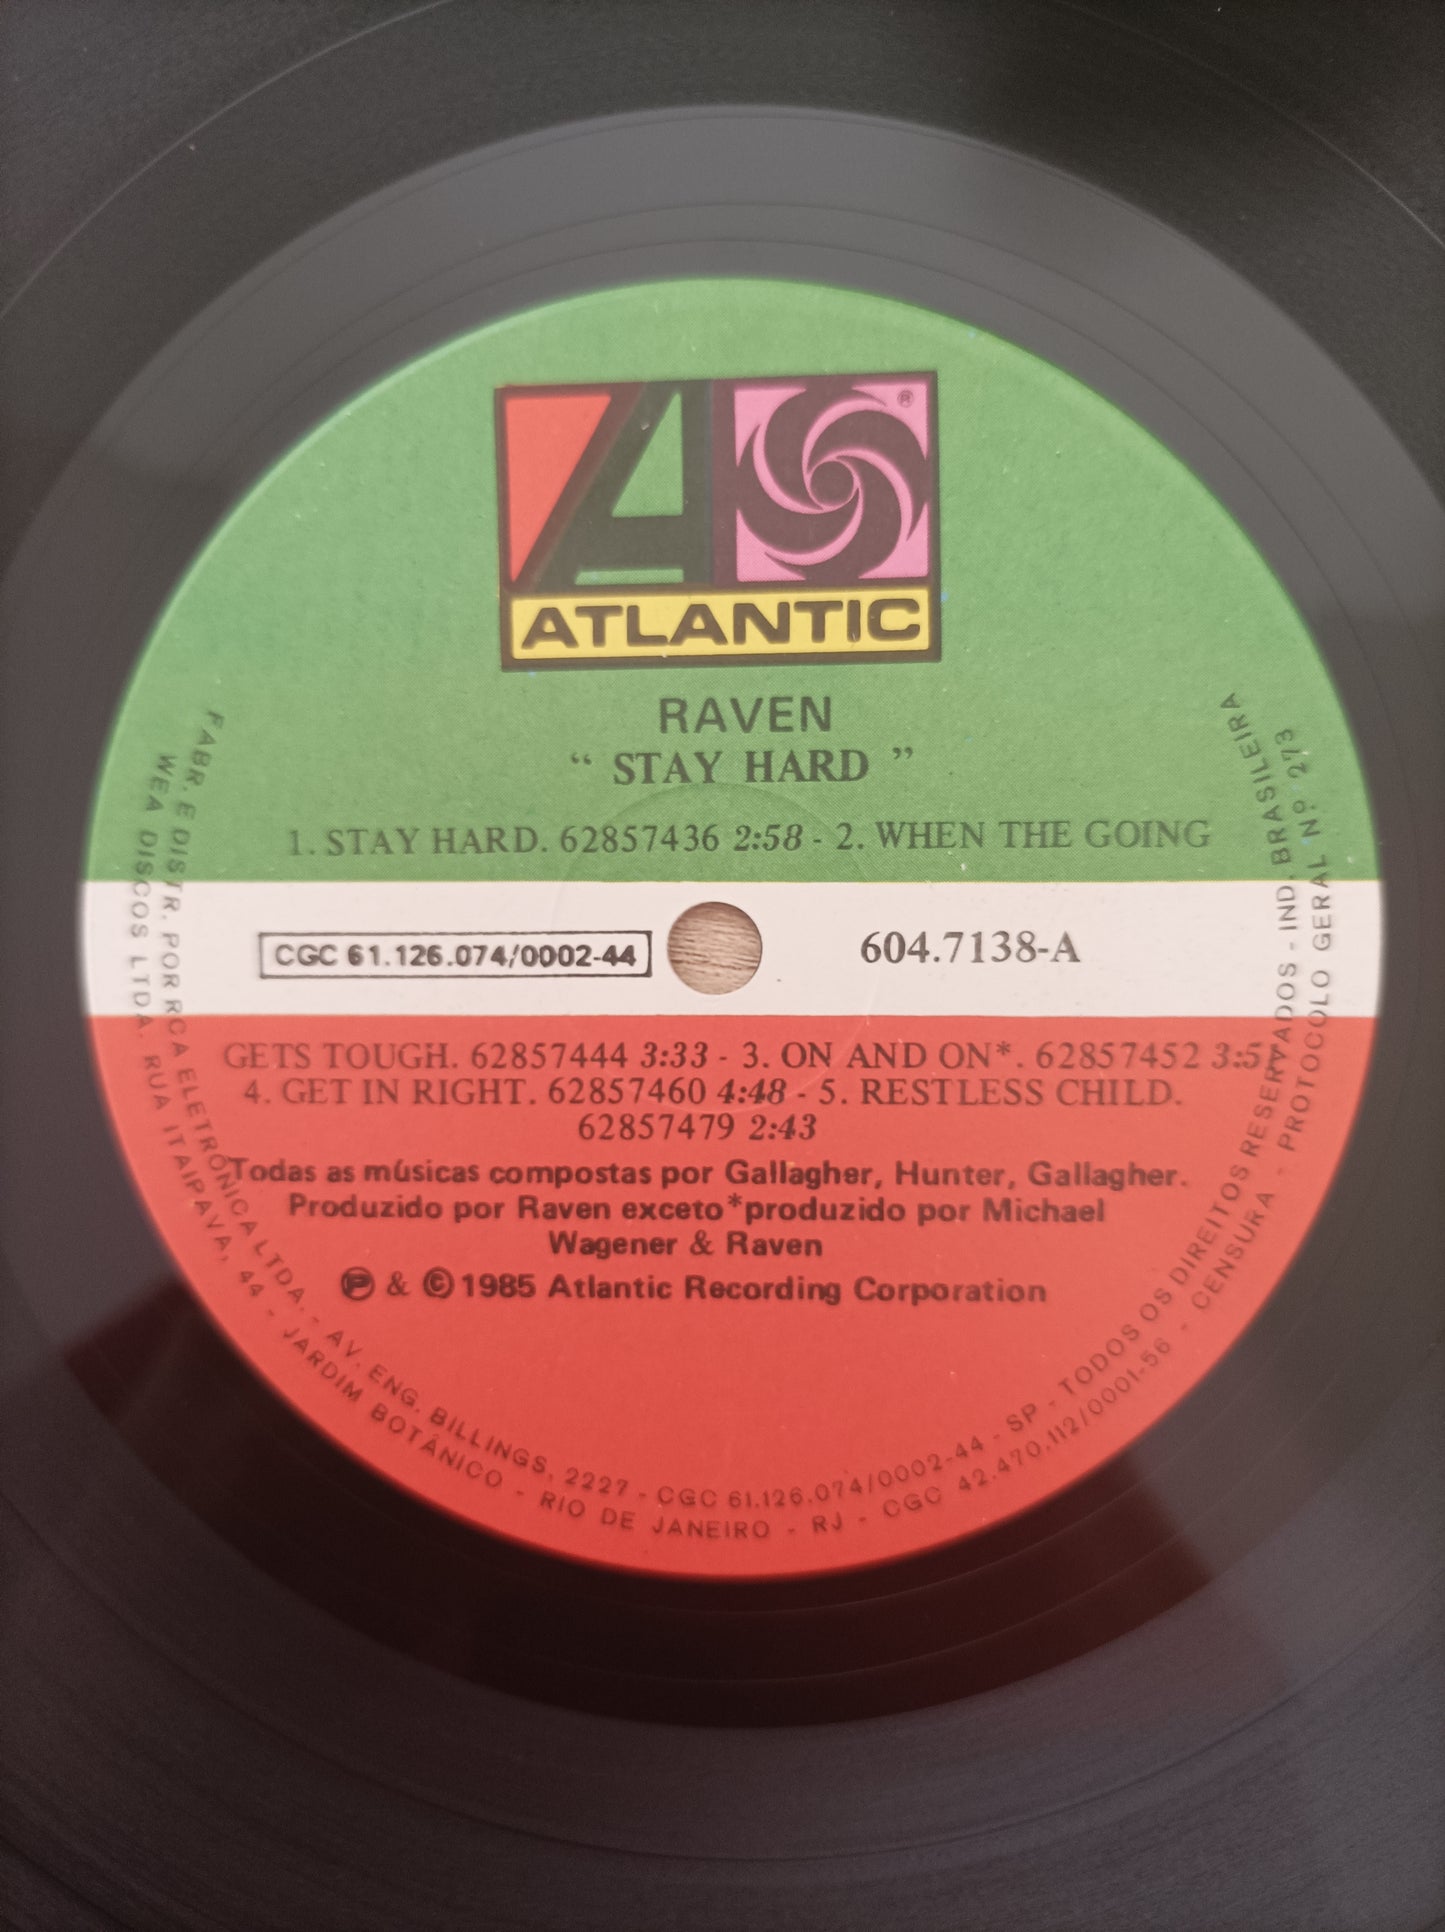 ®
ATLANTIC
RAVEN
“ STAY HARD ”
1. STAY HARD. 62857436 2:58 - 2. WHEN THE GOING
CGC 61.126.074/0002-44
604.7138-A
GETS TOUGH. 62857444 3:33 - 3. ON AND ON*. 62857452
4. GET IN RIGHT. 62857460 4:48 - 5. RESTLESS CHILD.
62857479 2:43
Todas as músicas compostas por Gallagher, Hunter, Gallagher.
Produzido por Raven exceto*produzido por Michael
Wagener & Raven
Ⓟ & © 1985 Atlantic Recording Corporation
FABR. E DISTR. POR RCA ELETRÔNICA LTDA. - AV. ENG. BILLINGS, 2227 - CGC 61.126.074/0002-44 - SP - TODOS OS DIREITOS RESERVADOS - IND. BRASILEIRA
WEA DISCOS LTDA. RUA ITAIPAVA, 44 - JARDIM BOTÂNICO - RIO DE JANEIRO - RJ - CGC 42.470.112/0001-56 - CENSURA - PROTOCOLO GERAL Nº 273